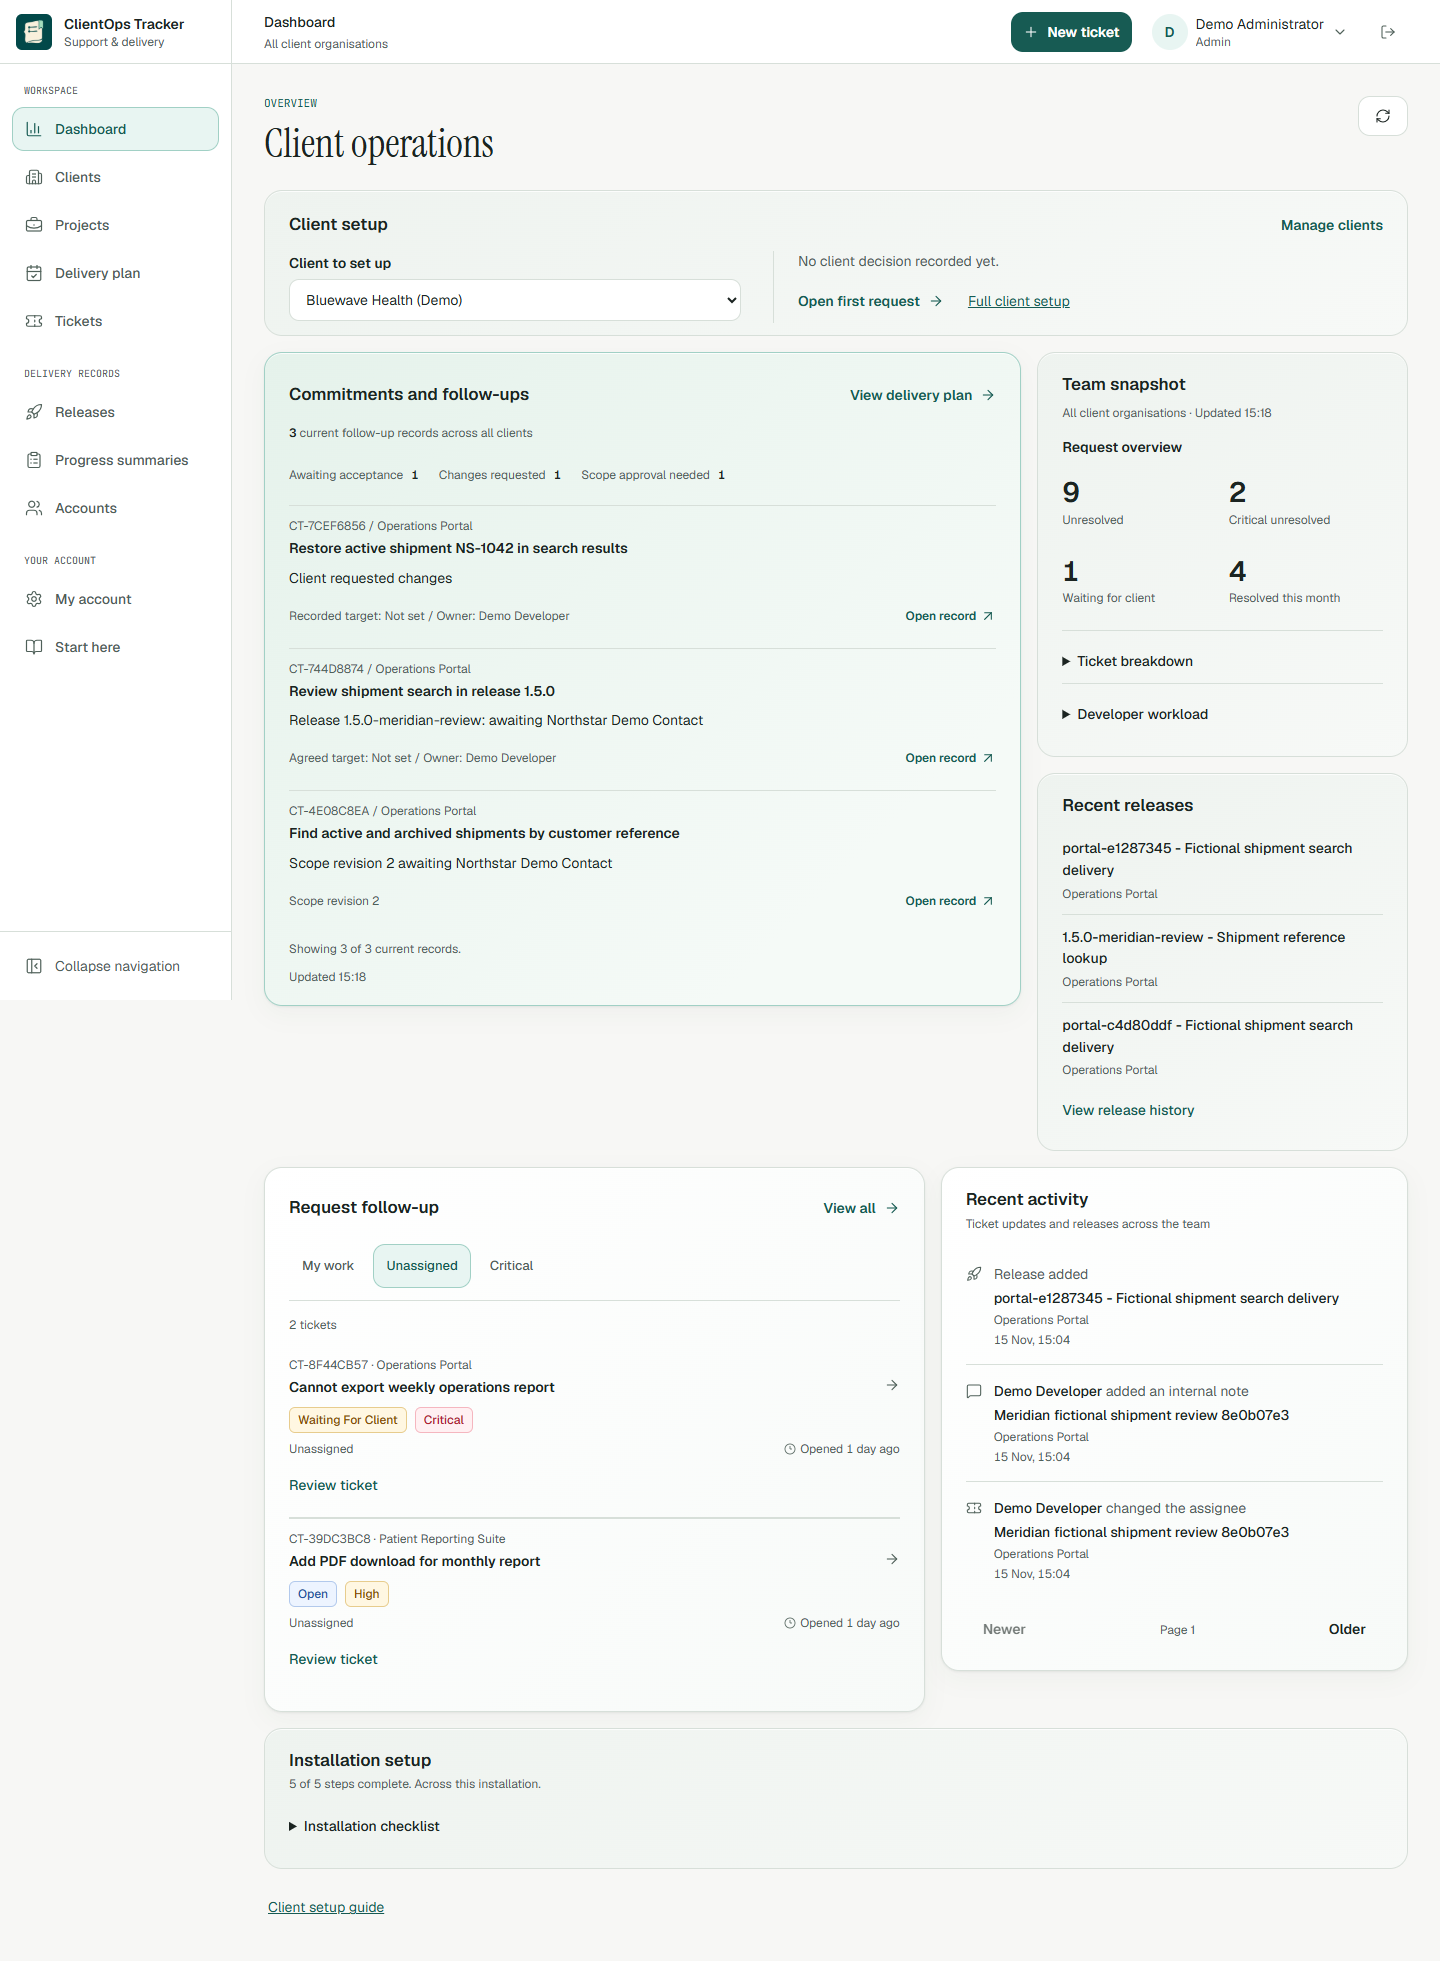 ClientOps Tracker
Support & delivery
Dashboard
All client organisations
New ticket
D
Demo Administrator
Admin
WORKSPACE
Dashboard
Clients
Projects
Delivery plan
Tickets
DELIVERY RECORDS
Releases
Progress summaries
Accounts
YOUR ACCOUNT
My account
Start here
Collapse navigation
OVERVIEW
Client operations
Client setup
Manage clients
Client to set up
Bluewave Health (Demo)
No client decision recorded yet.
Open first request
Full client setup
Commitments and follow-ups
View delivery plan
3 current follow-up records across all clients
Awaiting acceptance 1 Changes requested 1 Scope approval needed 1
CT-7CEF6856 / Operations Portal
Restore active shipment NS-1042 in search results
Client requested changes
Recorded target: Not set / Owner: Demo Developer
Open record
CT-744D8874 / Operations Portal
Review shipment search in release 1.5.0
Release 1.5.0-meridian-review: awaiting Northstar Demo Contact
Agreed target: Not set / Owner: Demo Developer
Open record
CT-4E08C8EA / Operations Portal
Find active and archived shipments by customer reference
Scope revision 2 awaiting Northstar Demo Contact
Scope revision 2
Open record
Showing 3 of 3 current records.
Updated 15:18
Team snapshot
All client organisations · Updated 15:18
Request overview
9
Unresolved
2
Critical unresolved
1
Waiting for client
4
Resolved this month
Ticket breakdown
Developer workload
Recent releases
portal-e1287345 - Fictional shipment search
delivery
Operations Portal
1.5.0-meridian-review - Shipment reference
lookup
Operations Portal
portal-c4d80ddf - Fictional shipment search
delivery
Operations Portal
View release history
Request follow-up
View all
My work
Unassigned
Critical
2 tickets
CT-8F44CB57 · Operations Portal
Cannot export weekly operations report
Waiting For Client
Critical
Unassigned
Opened 1 day ago
Review ticket
CT-39DC3BC8 · Patient Reporting Suite
Add PDF download for monthly report
Open
High
Unassigned
Opened 1 day ago
Review ticket
Recent activity
Ticket updates and releases across the team
Release added
portal-e1287345 - Fictional shipment search delivery
Operations Portal
15 Nov, 15:04
Demo Developer added an internal note
Meridian fictional shipment review 8e0b07e3
Operations Portal
15 Nov, 15:04
Demo Developer changed the assignee
Meridian fictional shipment review 8e0b07e3
Operations Portal
15 Nov, 15:04
Newer
Page 1
Older
Installation setup
5 of 5 steps complete. Across this installation.
Installation checklist
Client setup guide